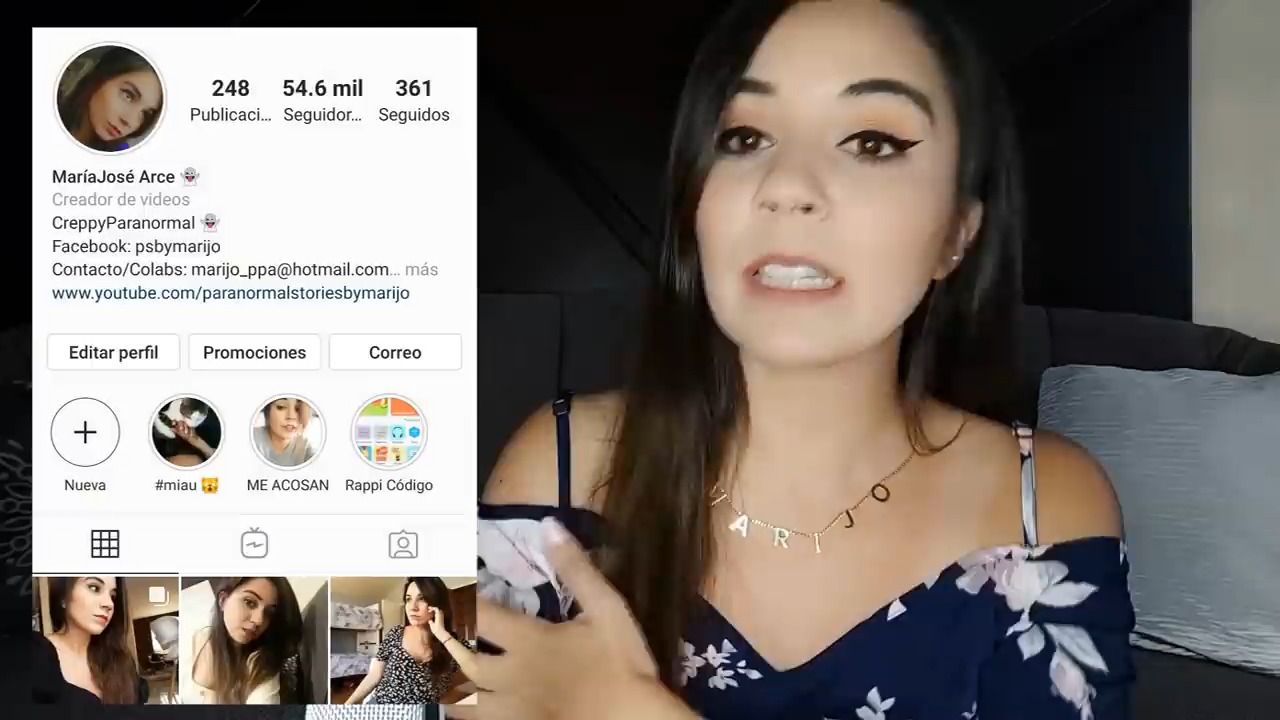 248 54.6 mil 361
Publicaci... Seguidor... Seguidos
MaríaJosé Arce 👻
Creador de videos
CreppyParanormal 👻
Facebook: psbymarijo
Contacto/Colabs: marijo_ppa@hotmail.com... más
www.youtube.com/paranormalstoriesbymarijo
Editar perfil Promociones Correo
Nueva #miau 🐱 ME ACOSAN Rappi Código
MARIJO